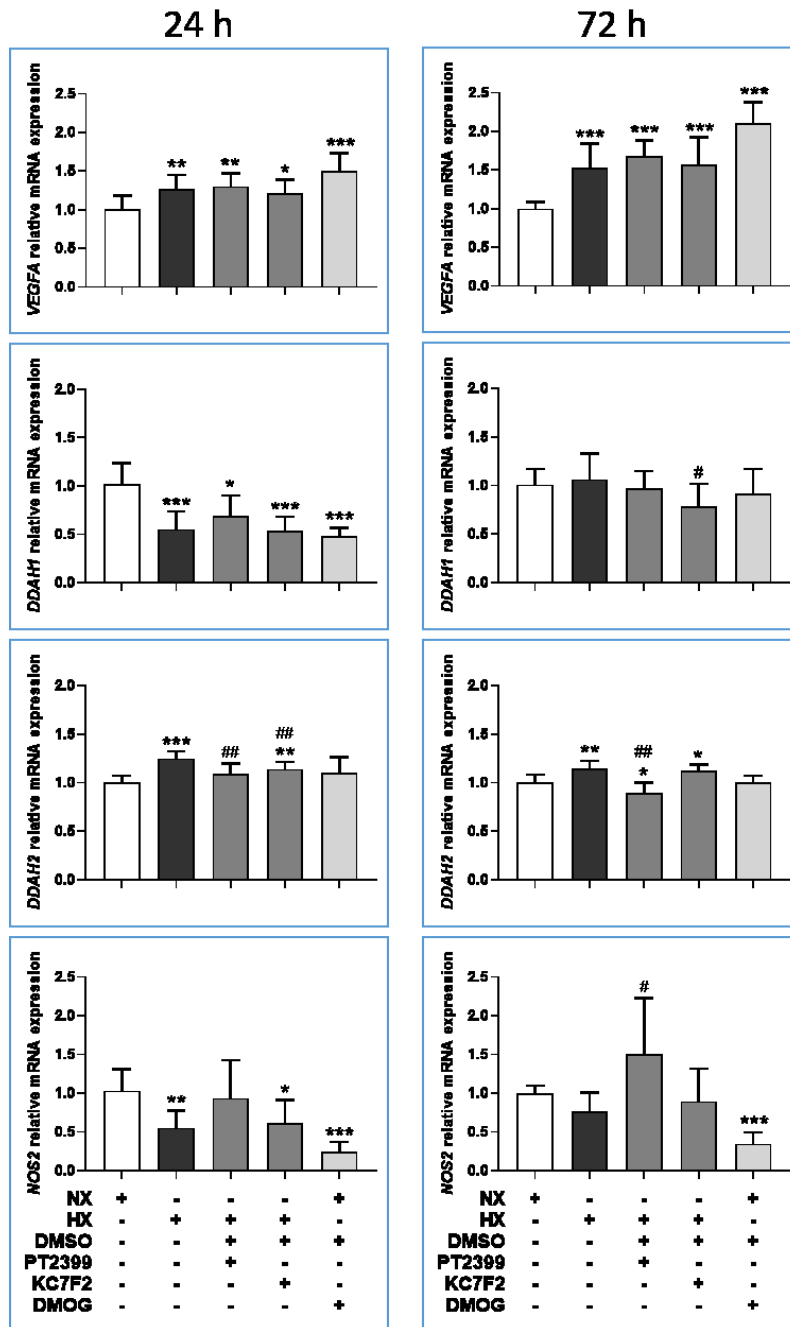 24 h
72 h
VEGFA relative mRNA expression
2.5
2.0
1.5
1.0
0.5
0.0
** ** * ***
VEGFA relative mRNA expression
2.5
2.0
1.5
1.0
0.5
0.0
*** *** *** ***
DDAH1 relative mRNA expression
2.0
1.5
1.0
0.5
0.0
*** * *** ***
DDAH1 relative mRNA expression
2.0
1.5
1.0
0.5
0.0
#
DDAH2 relative mRNA expression
2.0
1.5
1.0
0.5
0.0
##
*** ## **
DDAH2 relative mRNA expression
2.0
1.5
1.0
0.5
0.0
##
** * *
NOS2 relative mRNA expression
2.5
2.0
1.5
1.0
0.5
0.0
** * ***
NOS2 relative mRNA expression
2.5
2.0
1.5
1.0
0.5
0.0
#
***
NX + - - - + + - - - +
HX - + + + - - + + + -
DMSO - - + + + - - + + +
PT2399 - - + - - - - + - -
KC7F2 - - - + - - - - + -
DMOG - - - - + - - - - +